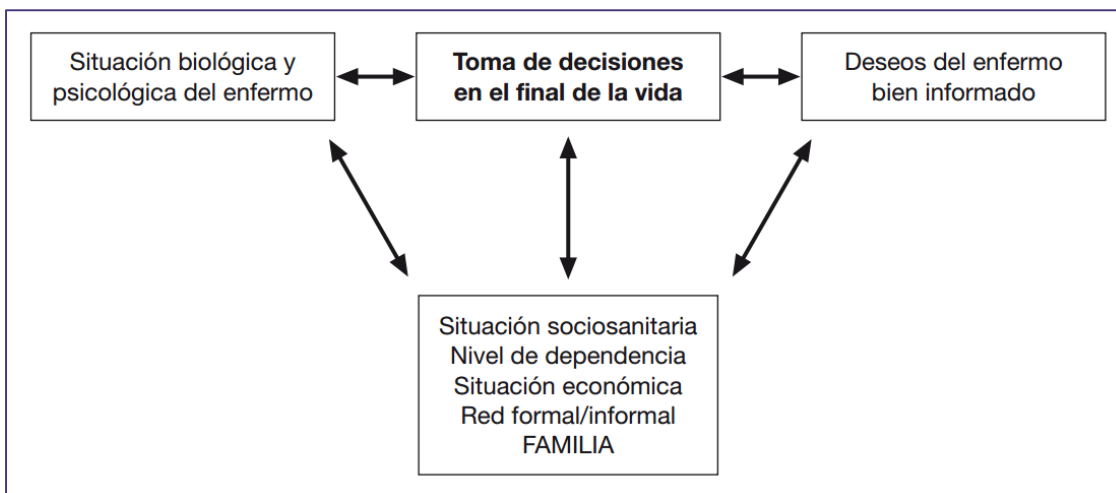 Situación biológica y
psicológica del enfermo
Toma de decisiones
en el final de la vida
Deseos del enfermo
bien informado
Situación sociosanitaria
Nivel de dependencia
Situación económica
Red formal/informal
FAMILIA